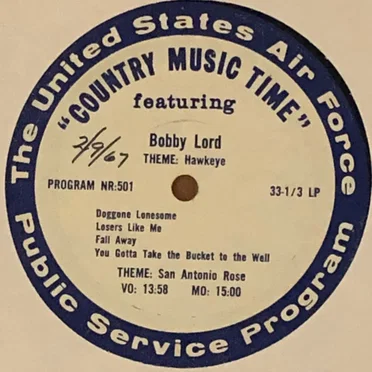 The United States Air Force
"COUNTRY MUSIC TIME"
featuring
Bobby Lord
2/9/67
THEME: Hawkeye
PROGRAM NR:501
33-1/3 LP
Doggone Lonesome
Losers Like Me
Fall Away
You Gotta Take the Bucket to the Well
THEME: San Antonio Rose
VO: 13:58 MO: 15:00
Public Service Program